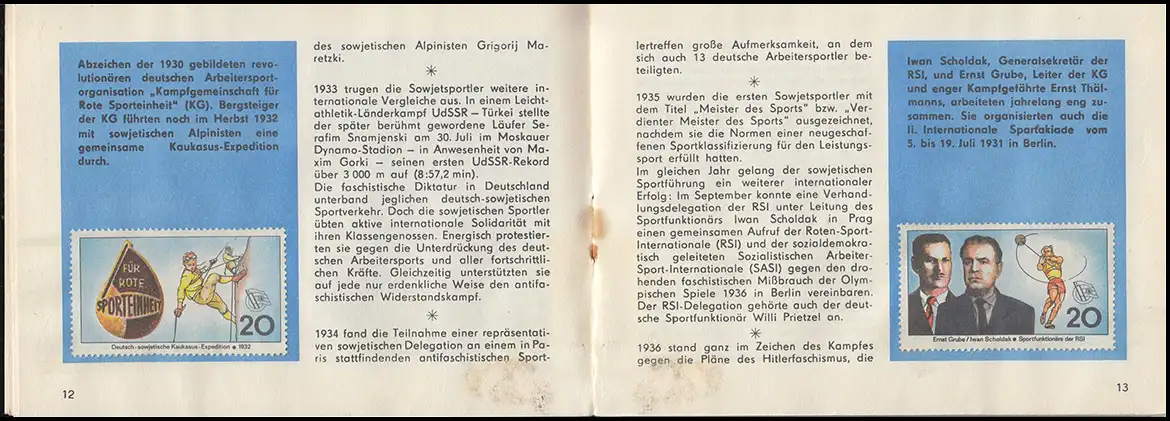 Abzeichen der 1930 gebildeten revo-
lutionären deutschen Arbeitersport-
organisation „Kampfgemeinschaft für
Rote Sporteinheit" (KG). Bergsteiger
der KG führten noch im Herbst 1932
mit sowjetischen Alpinisten eine
gemeinsame Kaukasus-Expedition
durch.
FÜR
ROTE
SPORTEINHEIT
20
Deutsch-sowjetische Kaukasus-Expedition • 1932
12
des sowjetischen Alpinisten Grigorij Ma-
retzki.
*
1933 trugen die Sowjetsportler weitere in-
ternationale Vergleiche aus. In einem Leicht-
athletik-Länderkampf UdSSR – Türkei stellte
der später berühmt gewordene Läufer Se-
rafim Snamjenski am 30. Juli im Moskauer
Dynamo-Stadion – in Anwesenheit von Ma-
xim Gorki – seinen ersten UdSSR-Rekord
über 3 000 m auf (8:57,2 min).
Die faschistische Diktatur in Deutschland
unterband jeglichen deutsch-sowjetischen
Sportverkehr. Doch die sowjetischen Sportler
übten aktive internationale Solidarität mit
ihren Klassengenossen. Energisch protestier-
ten sie gegen die Unterdrückung des deut-
schen Arbeitersports und aller fortschrittli-
chen Kräfte. Gleichzeitig unterstützten sie
auf jede nur erdenkliche Weise den antifa-
schistischen Widerstandskampf.
*
1934 fand die Teilnahme einer repräsentati-
ven sowjetischen Delegation an einem in Pa-
ris stattfindenden antifaschistischen Sport-
lertreffen große Aufmerksamkeit, an dem
sich auch 13 deutsche Arbeitersportler be-
teiligten.
*
1935 wurden die ersten Sowjetsportler mit
dem Titel „Meister des Sports" bzw. „Ver-
dienter Meister des Sports" ausgezeichnet,
nachdem sie die Normen einer neugeschaf-
fenen Sportklassifizierung für den Leistungs-
sport erfüllt hatten.
Im gleichen Jahr gelang der sowjetischen
Sportführung ein weiterer internationaler
Erfolg: Im September konnte eine Verhand-
lungsdelegation der RSI unter Leitung des
Sportfunktionärs Iwan Scholdak in Prag
einen gemeinsamen Aufruf der Roten-Sport-
Internationale (RSI) und der sozialdemokra-
tisch geleiteten Sozialistischen Arbeiter-
Sport-Internationale (SASI) gegen den dro-
henden faschistischen Mißbrauch der Olym-
pischen Spiele 1936 in Berlin vereinbaren.
Der RSI-Delegation gehörte auch der deut-
sche Sportfunktionär Willi Prietzel an.
*
1936 stand ganz im Zeichen des Kampfes
gegen die Pläne des Hitlerfaschismus, die
Iwan Scholdak, Generalsekretär der
RSI, und Ernst Grube, Leiter der KG
und enger Kampfgefährte Ernst Thäl-
manns, arbeiteten jahrelang eng zu-
sammen. Sie organisierten auch die
II. Internationale Spartakiade vom
5. bis 19. Juli 1931 in Berlin.
20
Ernst Grube / Iwan Scholdak • Sportfunktionäre der RSI
13